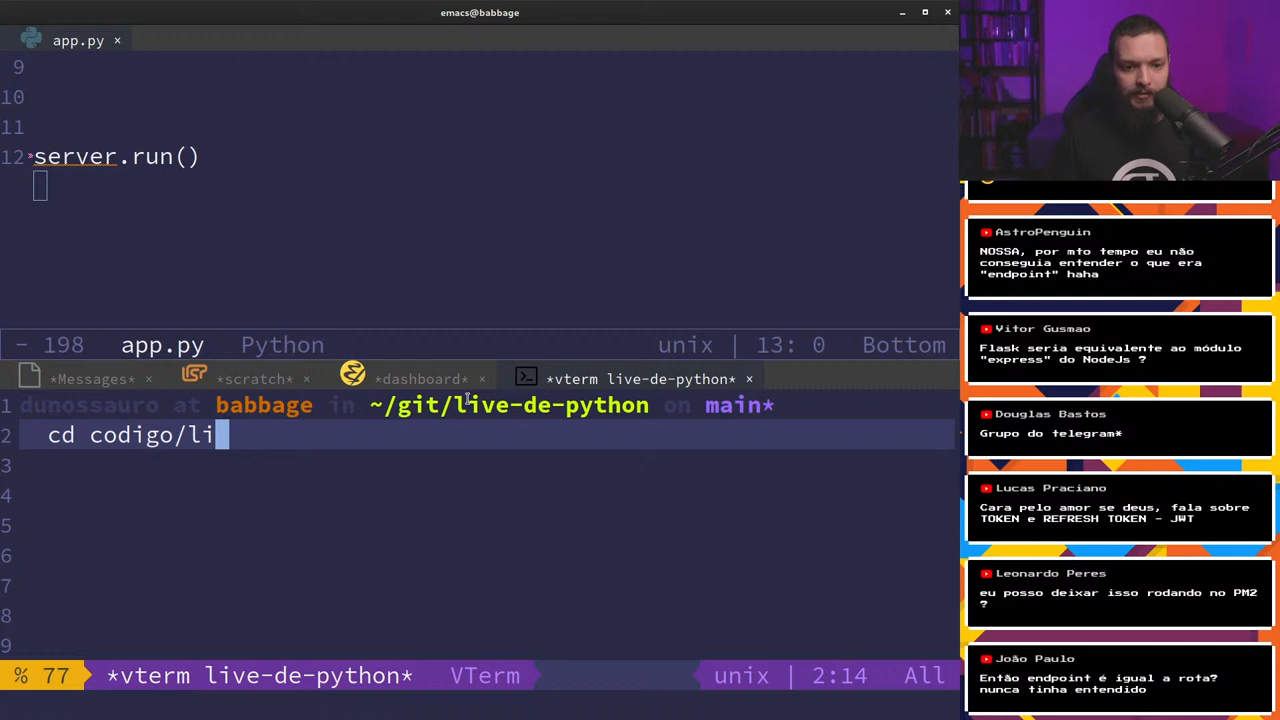 emacs@babbage
app.py ×
9
10
11
12 server.run()
- 198 app.py Python unix | 13: 0 Bottom
*Messages* × *scratch* × *dashboard* × *vterm live-de-python* ×
1 dunossauro at babbage in ~/git/live-de-python on main*
2 cd codigo/li
3
4
5
6
7
8
9
% 77 *vterm live-de-python* VTerm unix | 2:14 All
AstroPenguin
NOSSA, por mto tempo eu não
conseguia entender o que era
"endpoint" haha
Vitor Gusmao
Flask seria equivalente ao módulo
"express" do NodeJs ?
Douglas Bastos
Grupo do telegram*
Lucas Praciano
Cara pelo amor se deus, fala sobre
TOKEN e REFRESH TOKEN - JWT
Leonardo Peres
eu posso deixar isso rodando no PM2
?
João Paulo
Então endpoint é igual a rota?
nunca tinha entendido